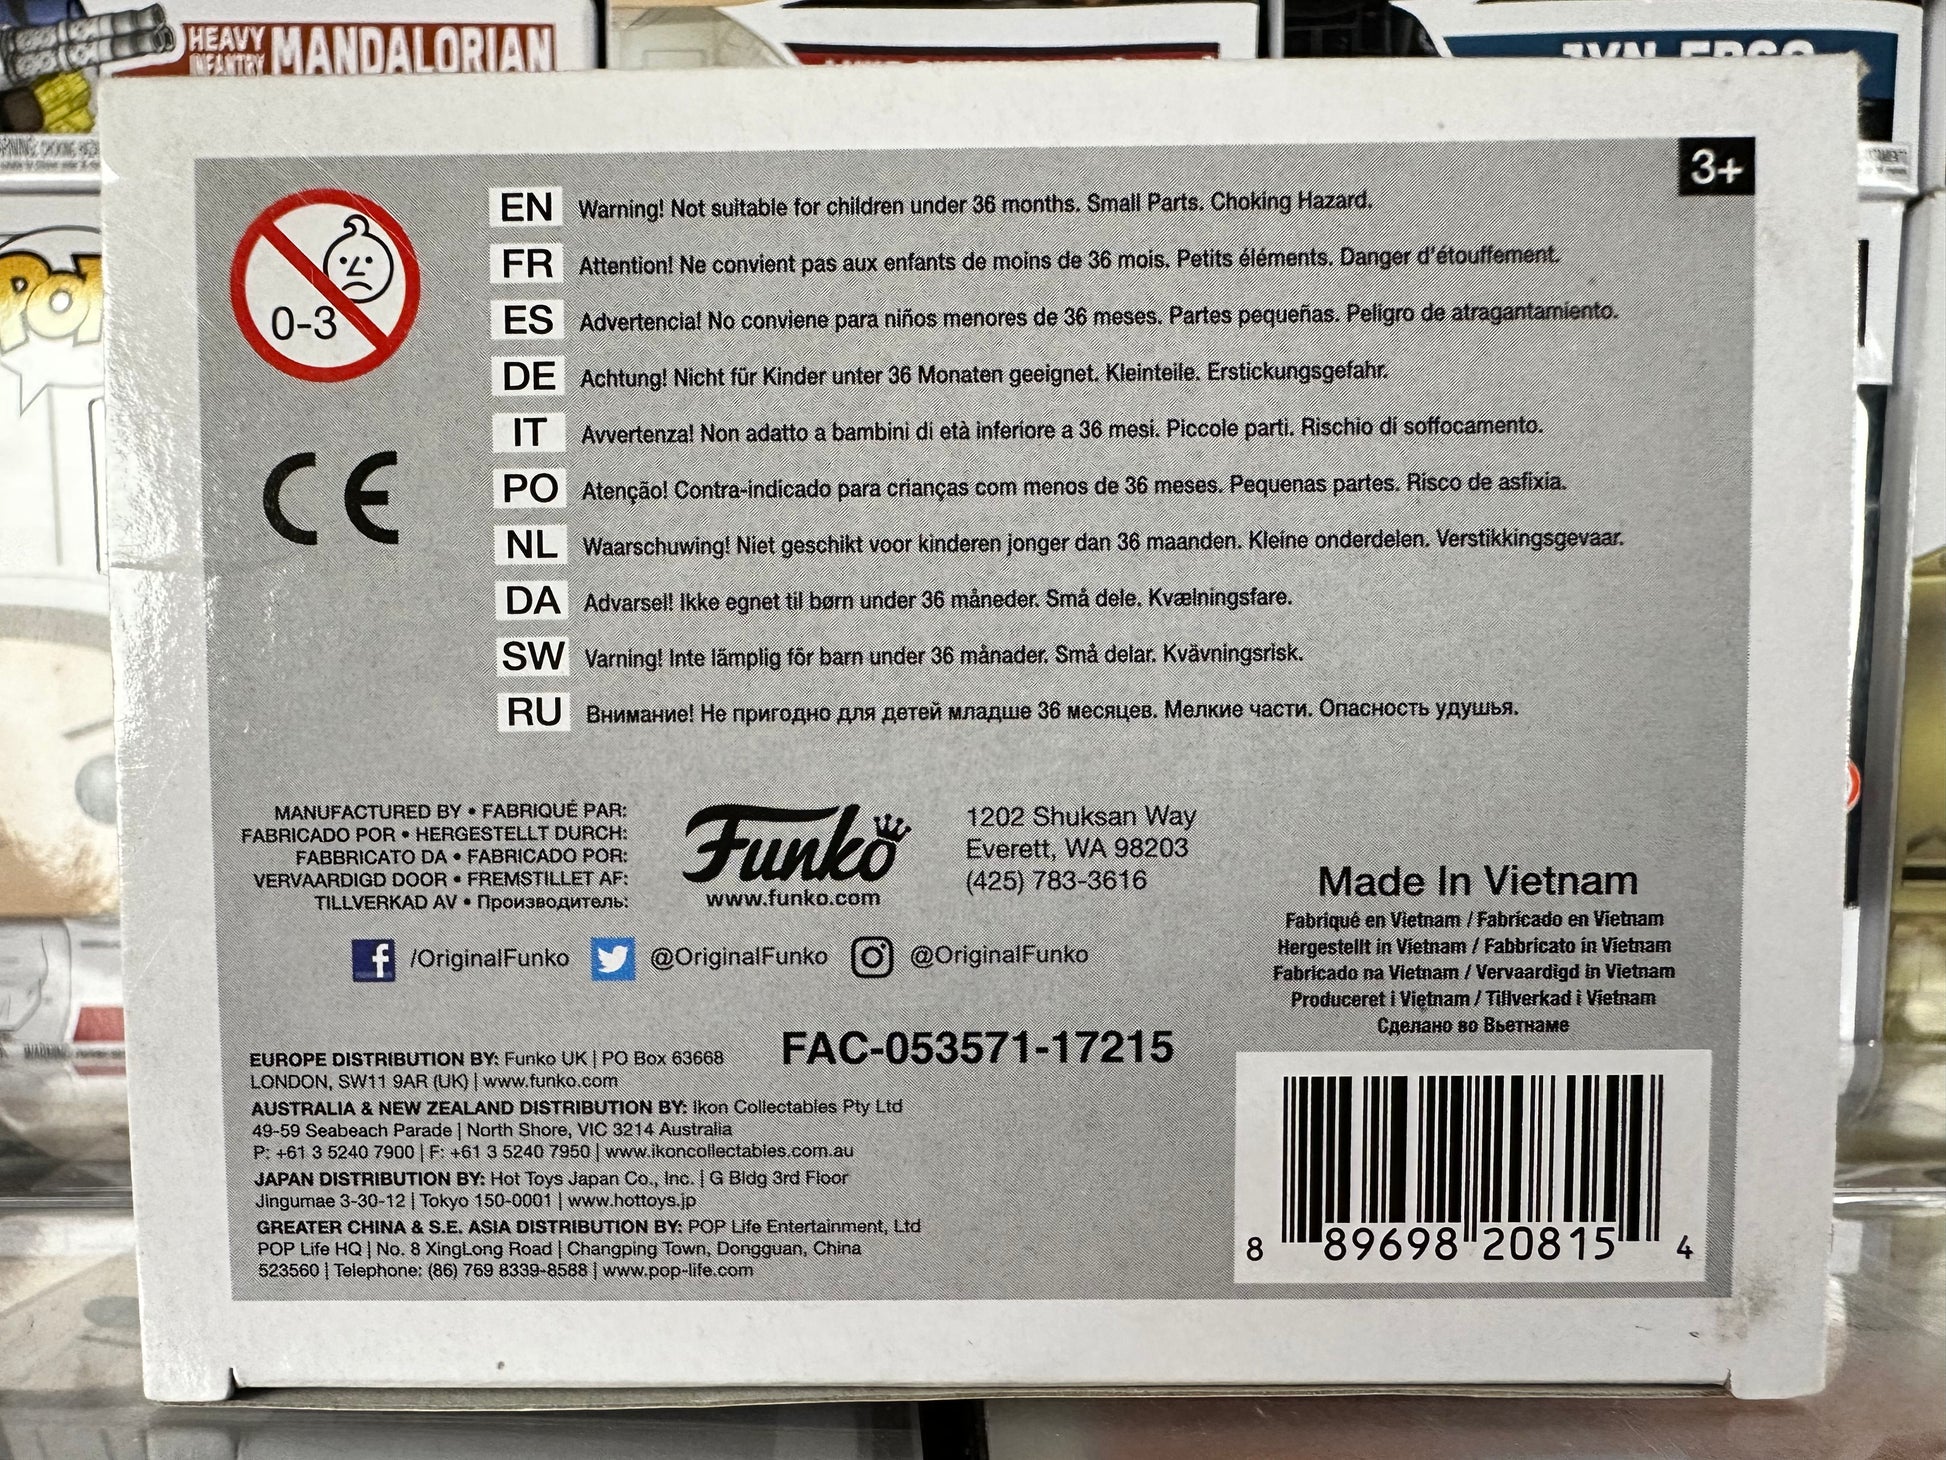 HEAVY
INFANTRY
MANDALORIAN
JYN ERSO
POP
3+
0-3
CE
EN Warning! Not suitable for children under 36 months. Small Parts. Choking Hazard.
FR Attention! Ne convient pas aux enfants de moins de 36 mois. Petits éléments. Danger d'étouffement.
ES Advertencia! No conviene para niños menores de 36 meses. Partes pequeñas. Peligro de atragantamiento.
DE Achtung! Nicht für Kinder unter 36 Monaten geeignet. Kleinteile. Erstickungsgefahr.
IT Avvertenza! Non adatto a bambini di età inferiore a 36 mesi. Piccole parti. Rischio di soffocamento.
PO Atenção! Contra-indicado para crianças com menos de 36 meses. Pequenas partes. Risco de asfixia.
NL Waarschuwing! Niet geschikt voor kinderen jonger dan 36 maanden. Kleine onderdelen. Verstikkingsgevaar.
DA Advarsel! Ikke egnet til børn under 36 måneder. Små dele. Kvælningsfare.
SW Varning! Inte lämplig för barn under 36 månader. Små delar. Kvävningsrisk.
RU Внимание! Не пригодно для детей младше 36 месяцев. Мелкие части. Опасность удушья.
MANUFACTURED BY • FABRIQUÉ PAR:
FABRICADO POR • HERGESTELLT DURCH:
FABBRICATO DA • FABRICADO POR:
VERVAARDIGD DOOR • FREMSTILLET AF:
TILLVERKAD AV • Производитель:
Funko
www.funko.com
1202 Shuksan Way
Everett, WA 98203
(425) 783-3616
/OriginalFunko @OriginalFunko @OriginalFunko
Made In Vietnam
Fabriqué en Vietnam / Fabricado en Vietnam
Hergestellt in Vietnam / Fabbricato in Vietnam
Fabricado na Vietnam / Vervaardigd in Vietnam
Produceret i Vietnam / Tillverkad i Vietnam
Сделано во Вьетнаме
FAC-053571-17215
EUROPE DISTRIBUTION BY: Funko UK | PO Box 63668
LONDON, SW11 9AR (UK) | www.funko.com
AUSTRALIA & NEW ZEALAND DISTRIBUTION BY: Ikon Collectables Pty Ltd
49-59 Seabeach Parade | North Shore, VIC 3214 Australia
P: +61 3 5240 7900 | F: +61 3 5240 7950 | www.ikoncollectables.com.au
JAPAN DISTRIBUTION BY: Hot Toys Japan Co., Inc. | G Bldg 3rd Floor
Jingumae 3-30-12 | Tokyo 150-0001 | www.hottoys.jp
GREATER CHINA & S.E. ASIA DISTRIBUTION BY: POP Life Entertainment, Ltd
POP Life HQ | No. 8 XingLong Road | Changping Town, Dongguan, China
523560 | Telephone: (86) 769 8339-8588 | www.pop-life.com
8 89698 20815 4